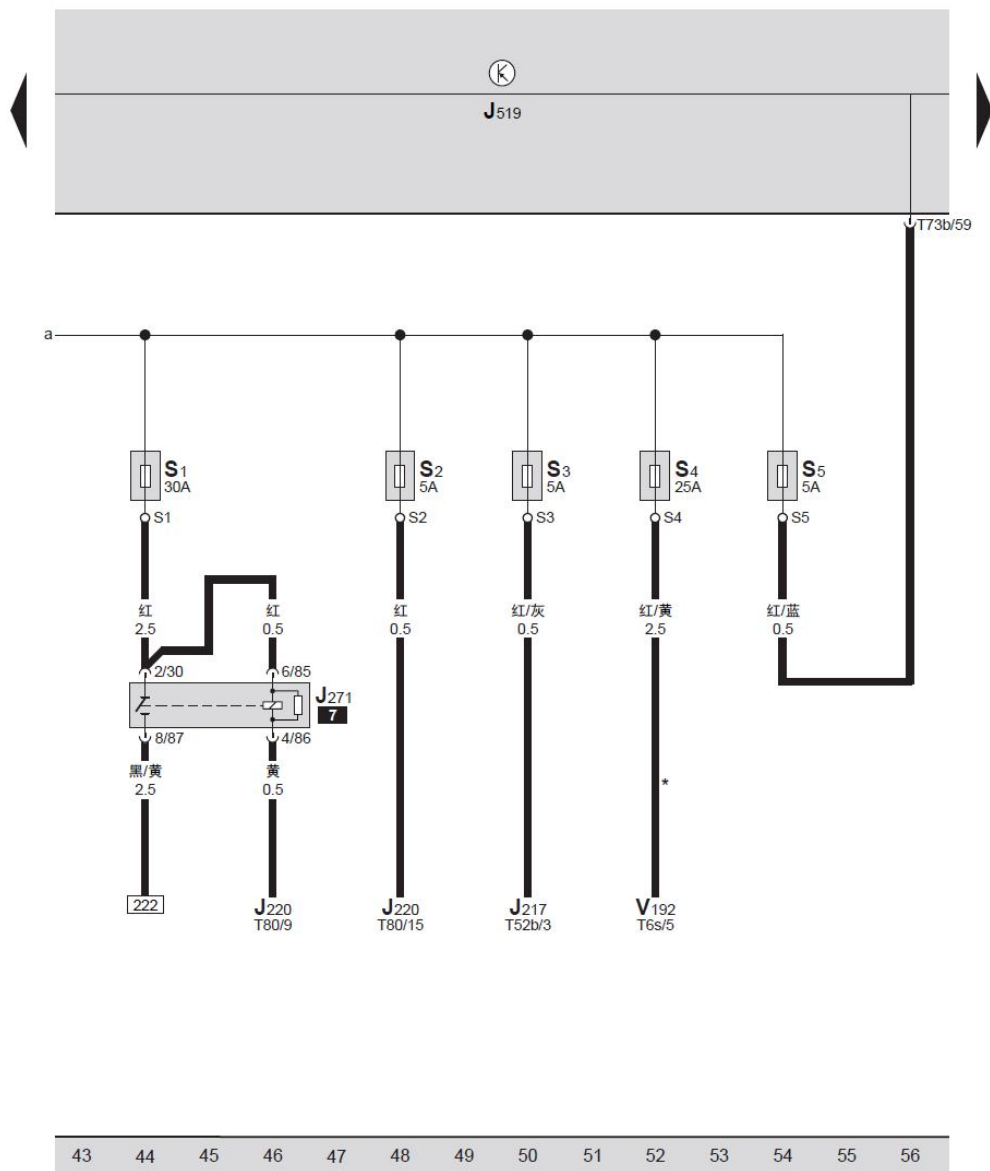 J519
T73b/59
a
S1 S2 S3 S4 S5
30A 5A 5A 25A 5A
S1 S2 S3 S4 S5
红 红 红 红/灰 红/黄 红/蓝
2.5 0.5 0.5 0.5 2.5 0.5
2/30 6/85
J271
7
8/87 4/86
黑/黄 黄
2.5 0.5
*
222 J220 J220 J217 V192
T80/9 T80/15 T52b/3 T6s/5
43 44 45 46 47 48 49 50 51 52 53 54 55 56